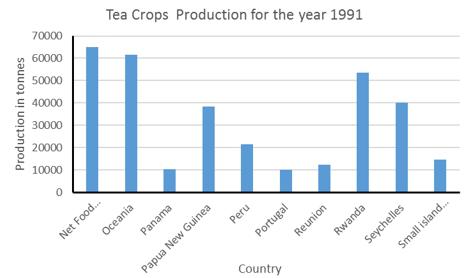 Tea Crops  Production for the year 1991
Production in tonnes
70000
60000
50000
40000
30000
20000
10000
0
Net Food...
Oceania
Panama
Papua New Guinea
Peru
Portugal
Reunion
Rwanda
Seychelles
Small island...
Country